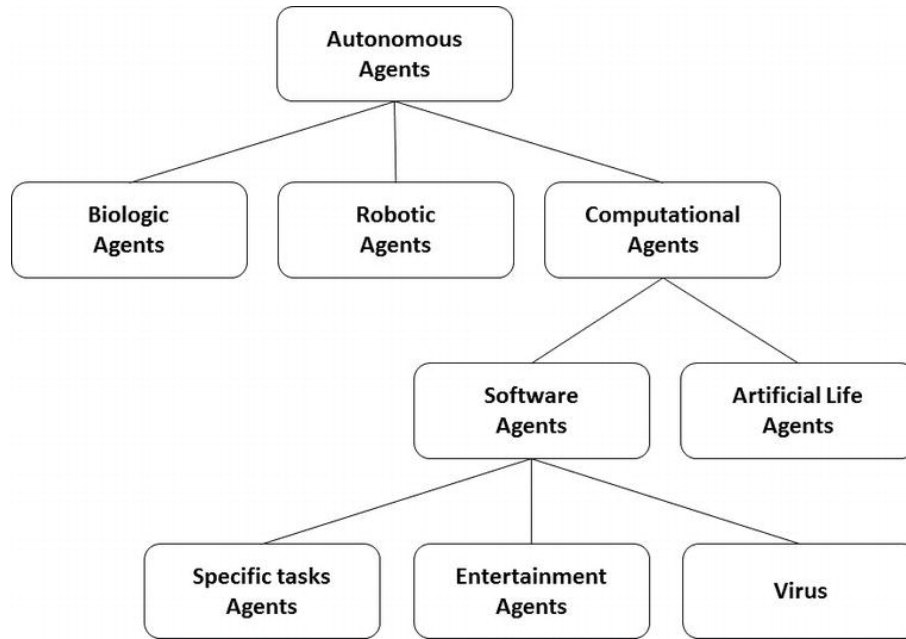 Autonomous
Agents
Biologic
Agents
Robotic
Agents
Computational
Agents
Software
Agents
Artificial Life
Agents
Specific tasks
Agents
Entertainment
Agents
Virus